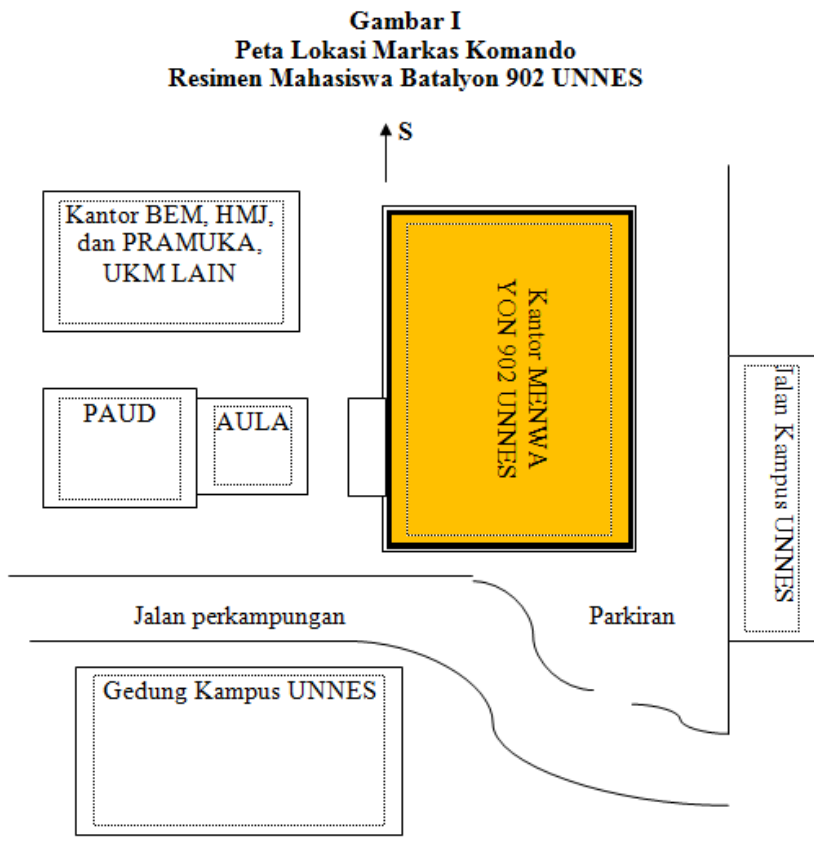 Gambar I
Peta Lokasi Markas Komando
Resimen Mahasiswa Batalyon 902 UNNES
S
Kantor BEM, HMJ,
dan PRAMUKA,
UKM LAIN
Kantor MENWA
YON 902 UNNES
PAUD
AULA
Jalan Kampus UNNES
Jalan perkampungan
Parkiran
Gedung Kampus UNNES